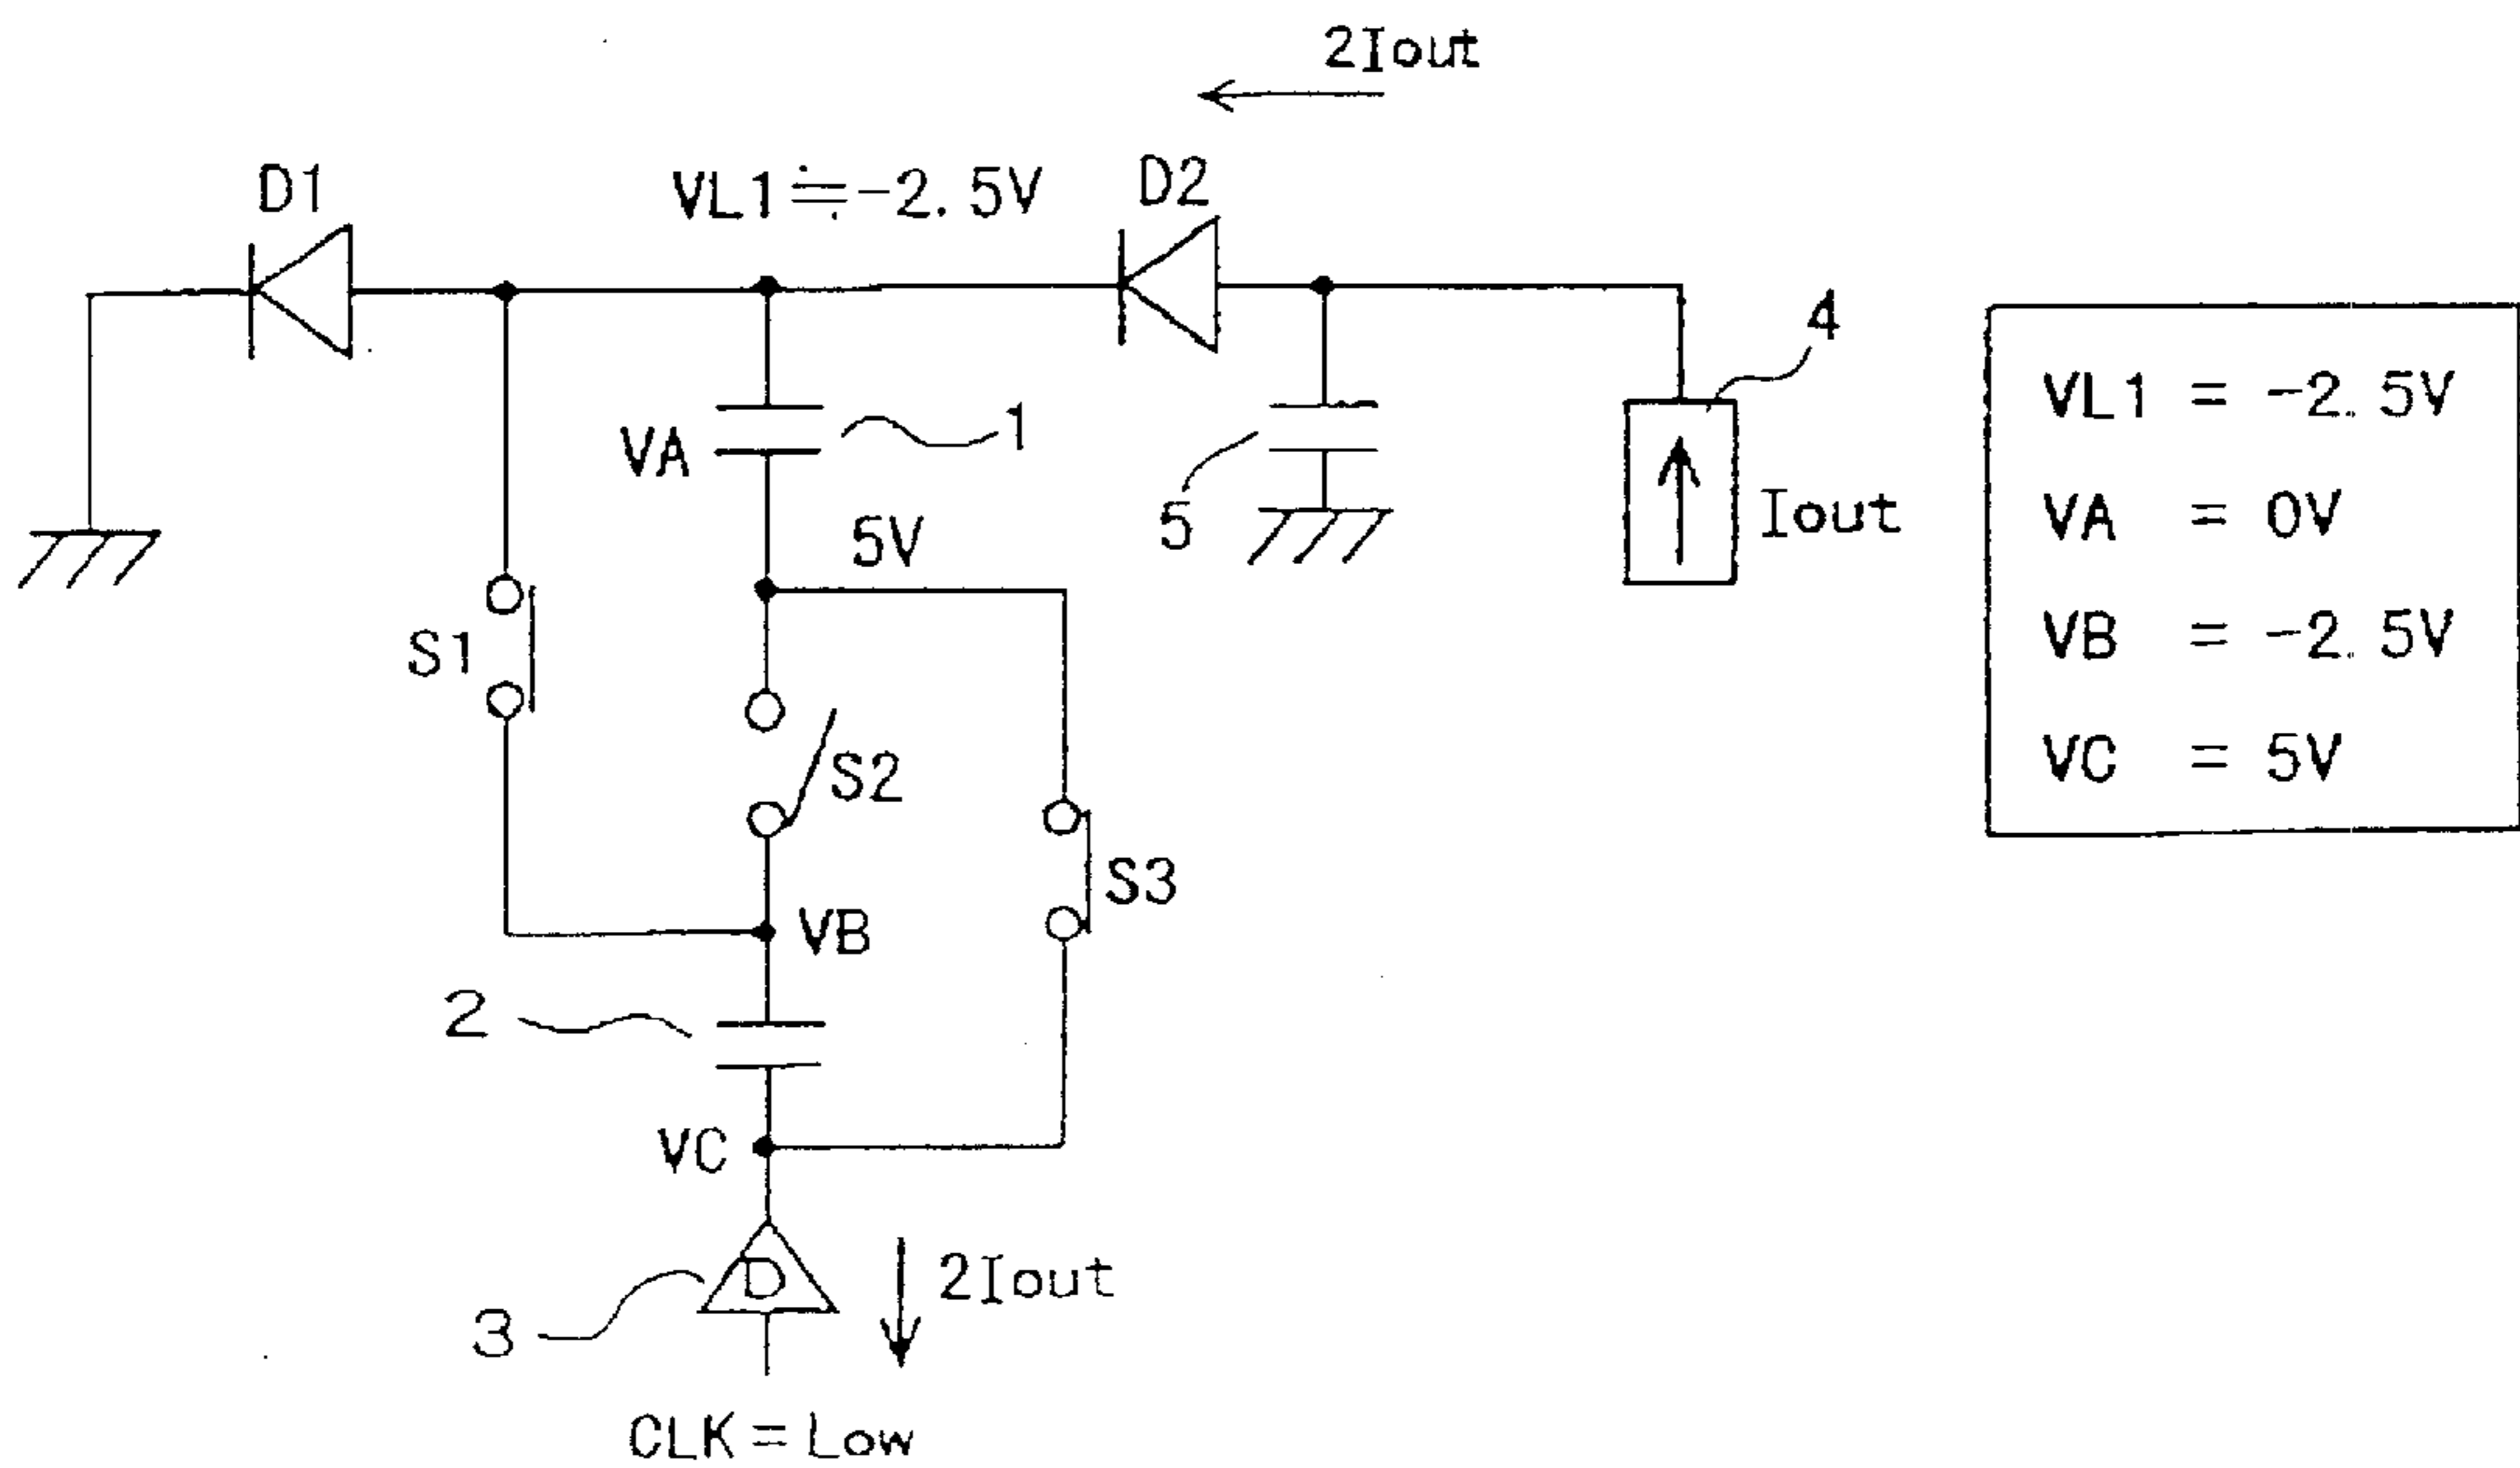 2Iout
D1
VL1≒-2.5V
D2
4
VL1 = -2.5V
VA = 0V
VB = -2.5V
VC = 5V
1
VA
5V
5
Iout
S1
S2
S3
VB
2
VC
3
2Iout
CLK=Low